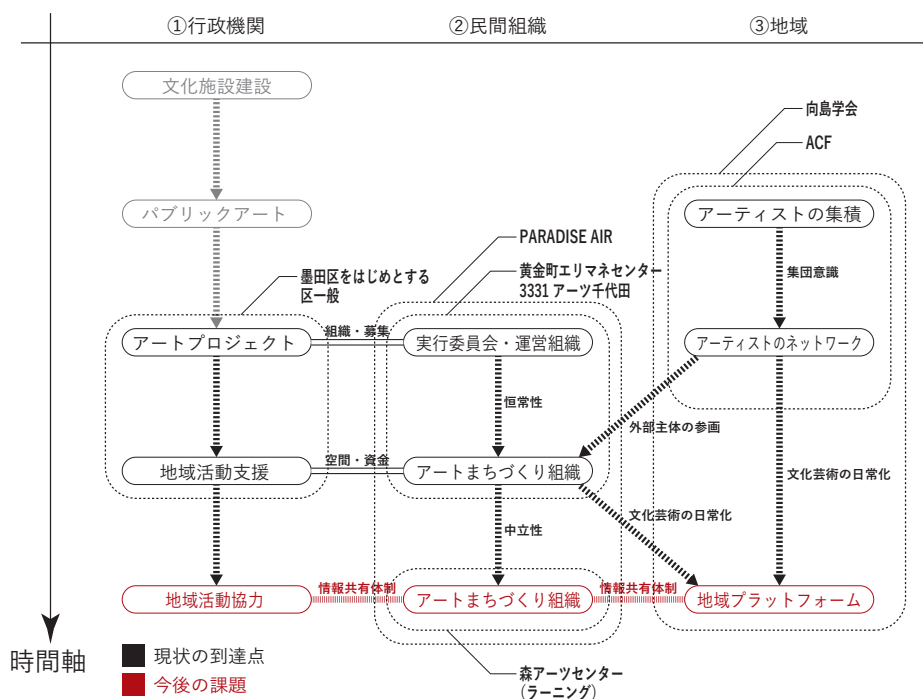 ①行政機関
②民間組織
③地域
文化施設建設
向島学会
ACF
パブリックアート
アーティストの集積
PARADISE AIR
墨田区をはじめとする
区一般
黄金町エリマネセンター
3331 アーツ千代田
集団意識
アートプロジェクト
組織・募集
実行委員会・運営組織
アーティストのネットワーク
恒常性
外部主体の参画
地域活動支援
空間・資金
アートまちづくり組織
文化芸術の日常化
文化芸術の日常化
中立性
地域活動協力
情報共有体制
アートまちづくり組織
情報共有体制
地域プラットフォーム
時間軸
現状の到達点
今後の課題
森アーツセンター
(ラーニング)